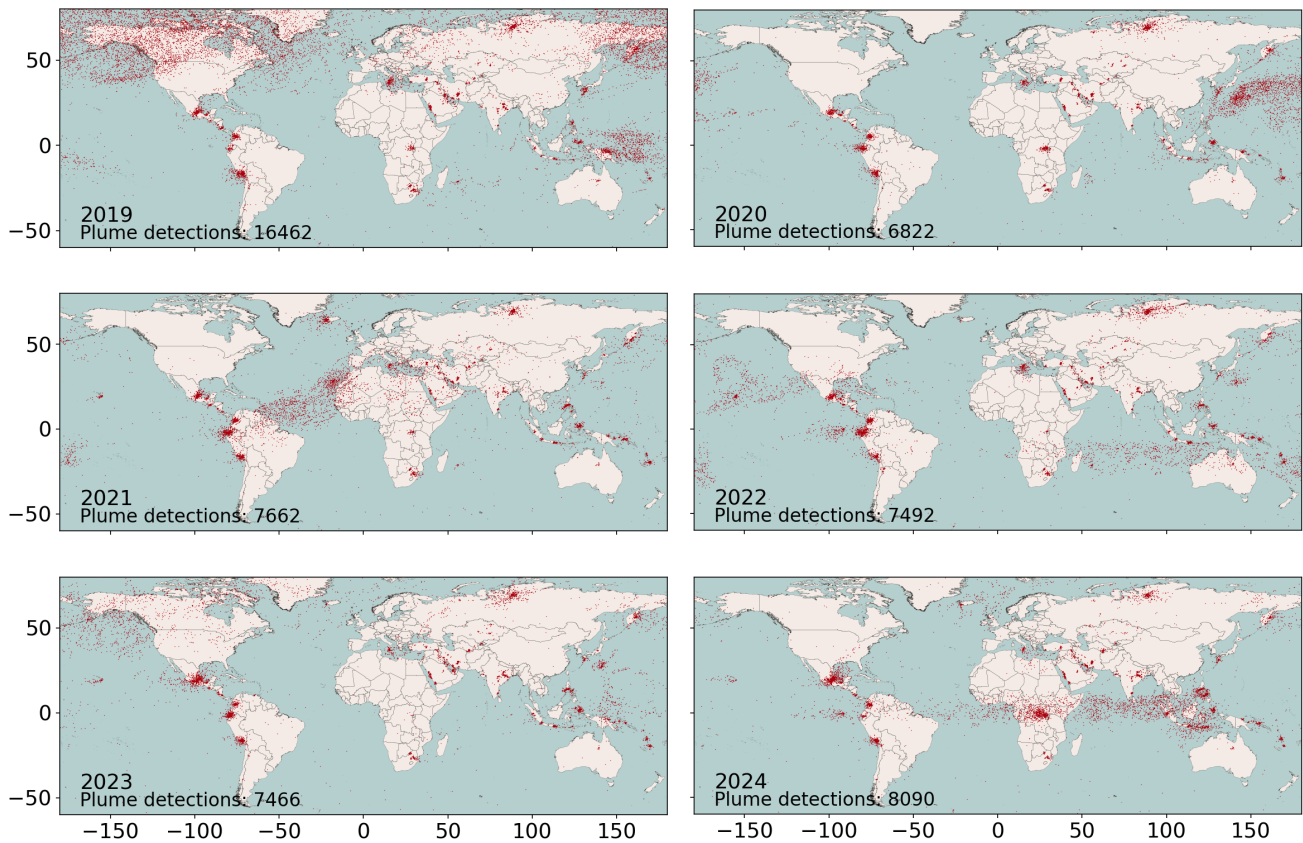 50
0
−50
2019
Plume detections: 16462
2020
Plume detections: 6822
50
0
−50
2021
Plume detections: 7662
2022
Plume detections: 7492
50
0
−50
2023
Plume detections: 7466
2024
Plume detections: 8090
−150 −100 −50 0 50 100 150
−150 −100 −50 0 50 100 150